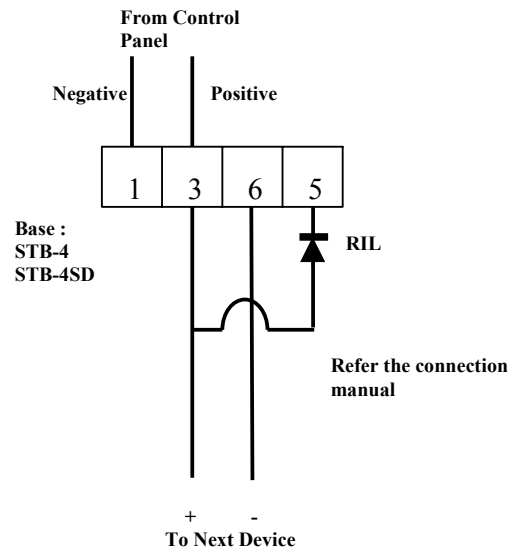 From Control
Panel
Negative
Positive
1 3 6 5
Base :
STB-4
STB-4SD
RIL
Refer the connection
manual
+ -
To Next Device